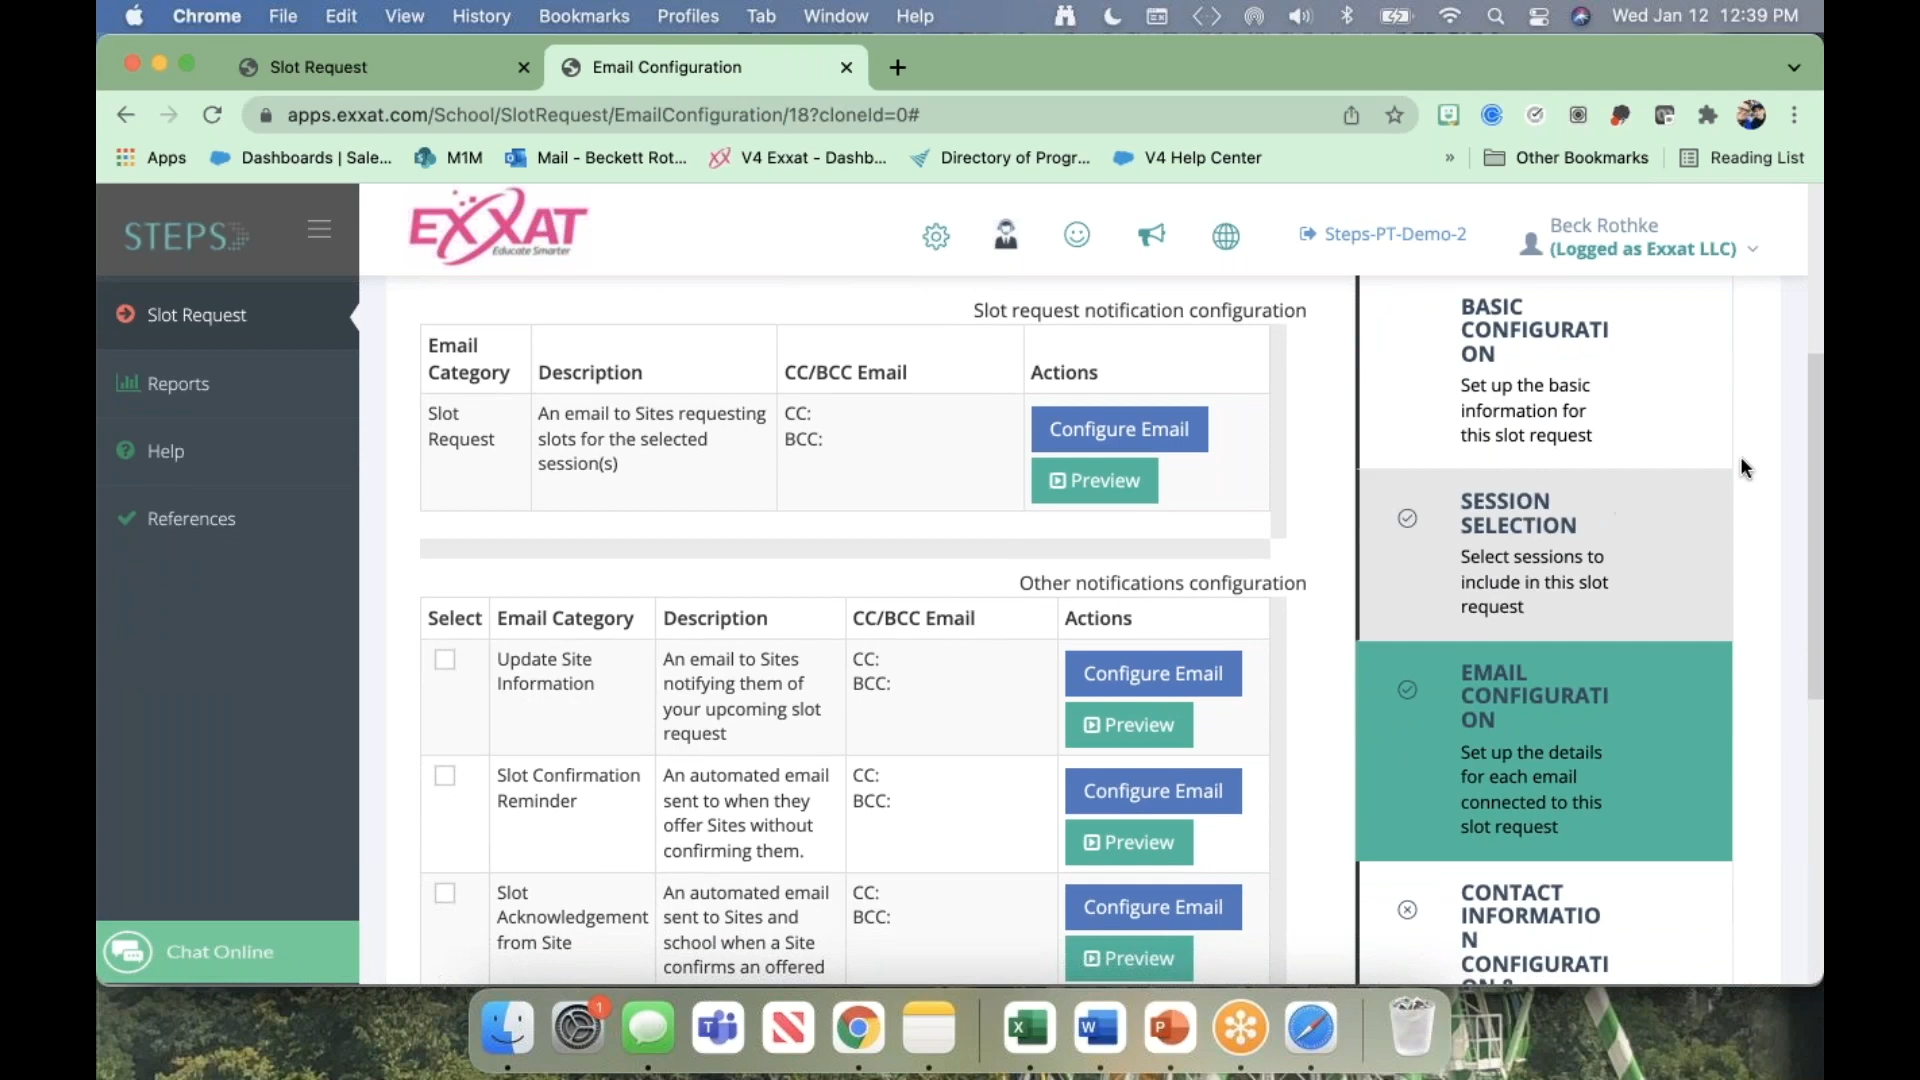 Chrome File Edit View History Bookmarks Profiles Tab Window Help Wed Jan 12 12:39 PM
Slot Request Email Configuration
apps.exxat.com/School/SlotRequest/EmailConfiguration/18?cloneId=0#
Apps Dashboards | Sale... M1M Mail - Beckett Rot... V4 Exxat - Dashb... Directory of Progr... V4 Help Center » Other Bookmarks Reading List
STEPS
EXXAT
Educate Smarter
Steps-PT-Demo-2
Beck Rothke
(Logged as Exxat LLC)
Slot Request
Reports
Help
References
Chat Online
Slot request notification configuration
Email Category Description CC/BCC Email Actions
Slot Request
An email to Sites requesting
slots for the selected
session(s)
CC:
BCC:
Configure Email
Preview
Other notifications configuration
Select Email Category Description CC/BCC Email Actions
Update Site
Information
An email to Sites
notifying them of
your upcoming slot
request
CC:
BCC:
Configure Email
Preview
Slot Confirmation
Reminder
An automated email
sent to when they
offer Sites without
confirming them.
CC:
BCC:
Configure Email
Preview
Slot
Acknowledgement
from Site
An automated email
sent to Sites and
school when a Site
confirms an offered
CC:
BCC:
Configure Email
Preview
BASIC
CONFIGURATI
ON
Set up the basic
information for
this slot request
SESSION
SELECTION
Select sessions to
include in this slot
request
EMAIL
CONFIGURATI
ON
Set up the details
for each email
connected to this
slot request
CONTACT
INFORMATIO
N
CONFIGURATI
ON &
1